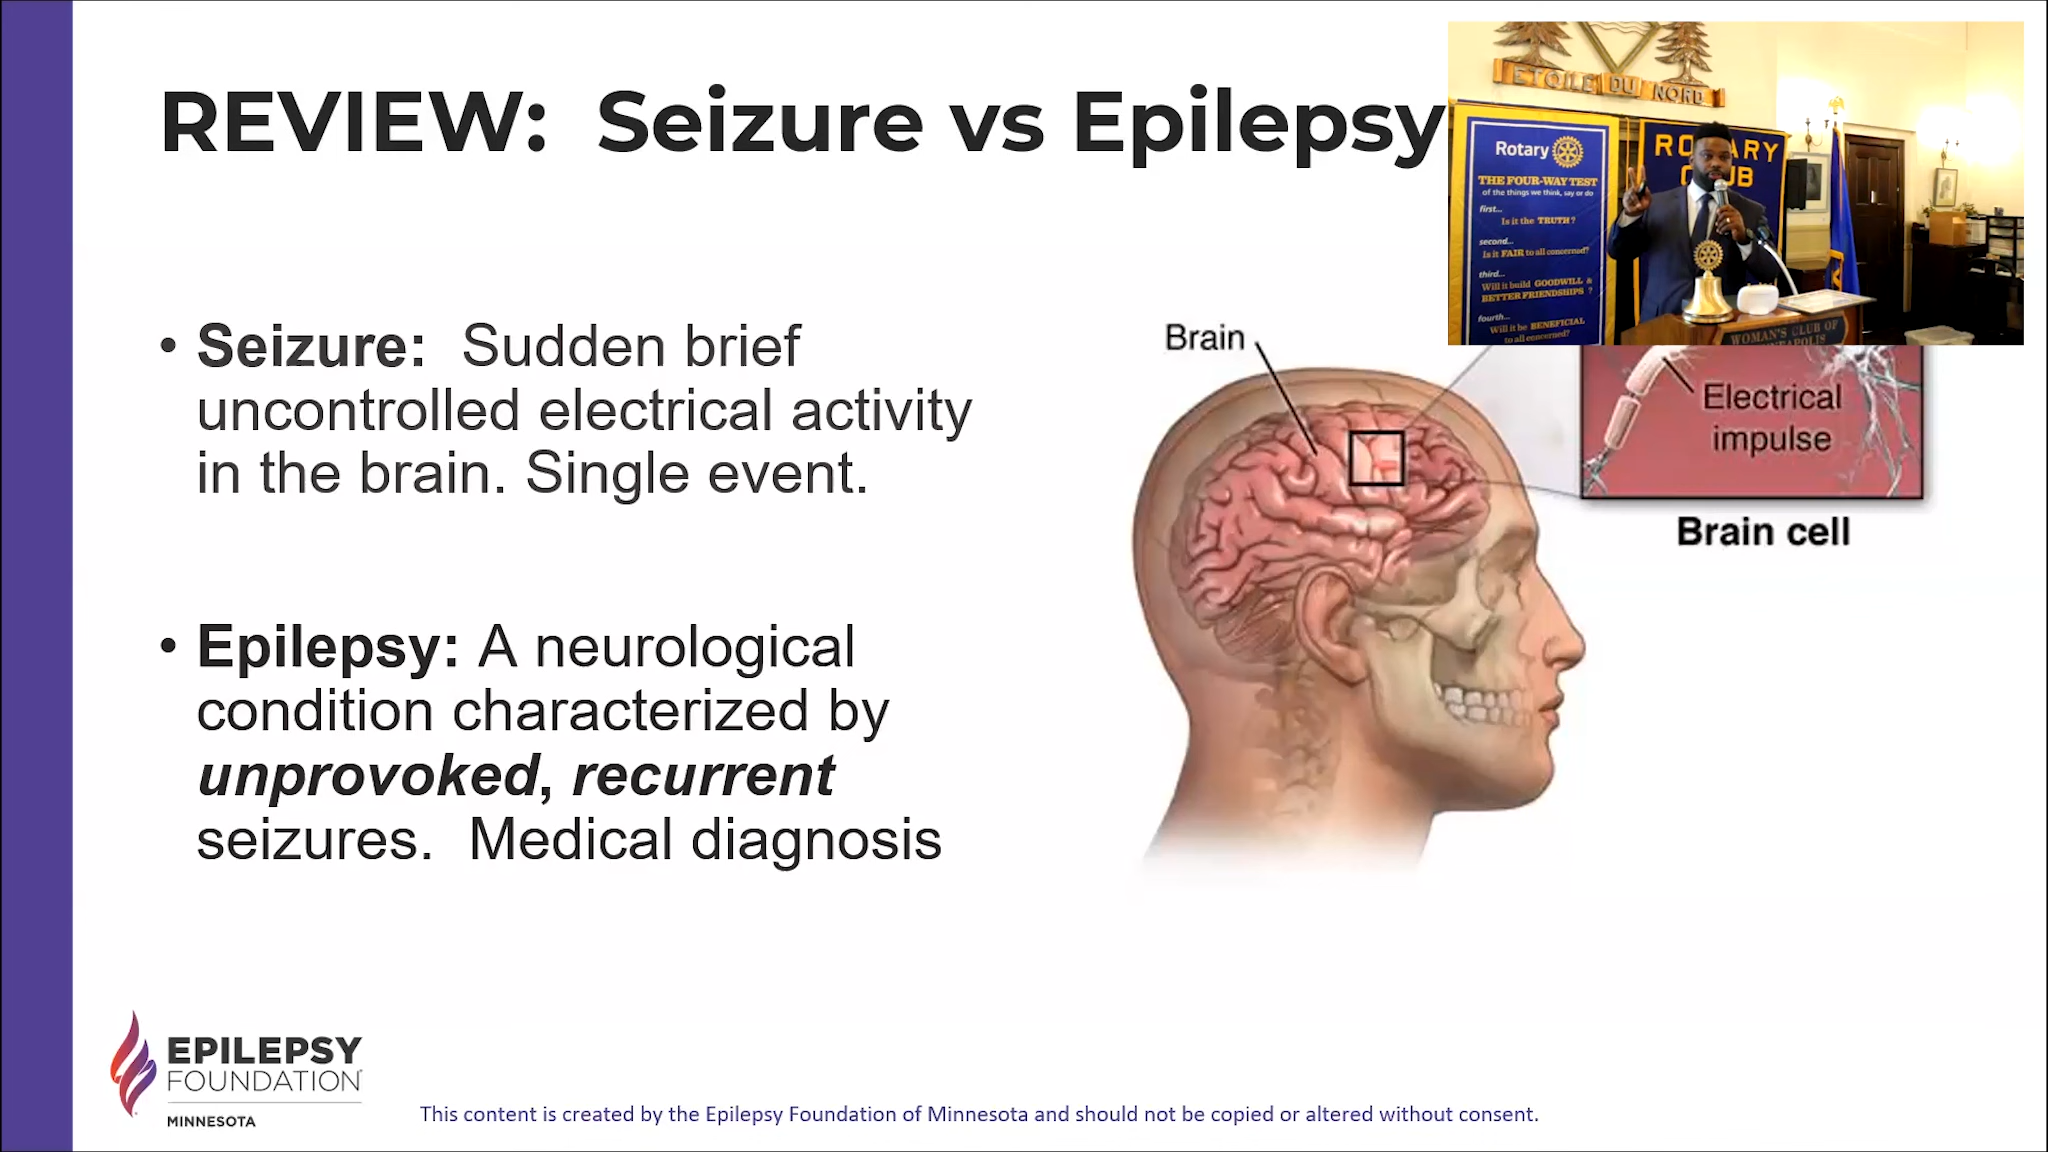 REVIEW:  Seizure vs Epilepsy
• Seizure:  Sudden brief
uncontrolled electrical activity
in the brain. Single event.
• Epilepsy: A neurological
condition characterized by
unprovoked, recurrent
seizures.  Medical diagnosis
Brain
Electrical
impulse
Brain cell
ETOILE DU NORD
Rotary
THE FOUR-WAY TEST
of the things we think, say or do
first...
Is it the TRUTH?
second...
Is it FAIR to all concerned?
third...
Will it build GOODWILL &
BETTER FRIENDSHIPS ?
fourth...
Will it be BENEFICIAL
to all concerned?
WOMAN'S CLUB OF
EPILEPSY
FOUNDATION
MINNESOTA
This content is created by the Epilepsy Foundation of Minnesota and should not be copied or altered without consent.